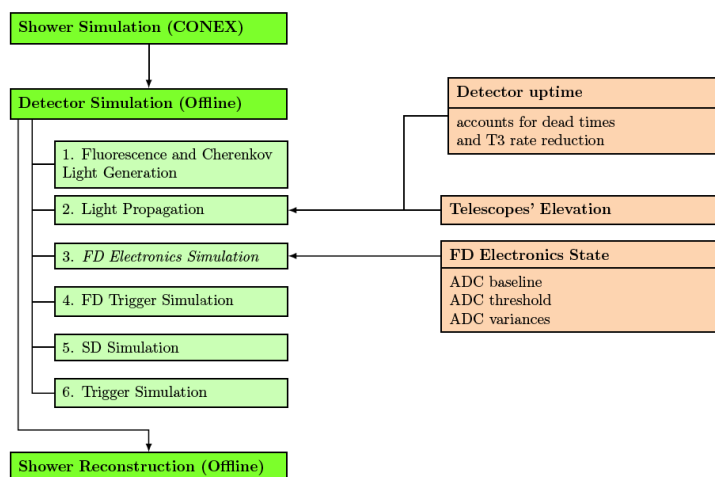 Shower Simulation (CONEX)
Detector Simulation (Offline)
1. Fluorescence and Cherenkov
Light Generation
2. Light Propagation
3. FD Electronics Simulation
4. FD Trigger Simulation
5. SD Simulation
6. Trigger Simulation
Shower Reconstruction (Offline)
Detector uptime
accounts for dead times
and T3 rate reduction
Telescopes' Elevation
FD Electronics State
ADC baseline
ADC threshold
ADC variances